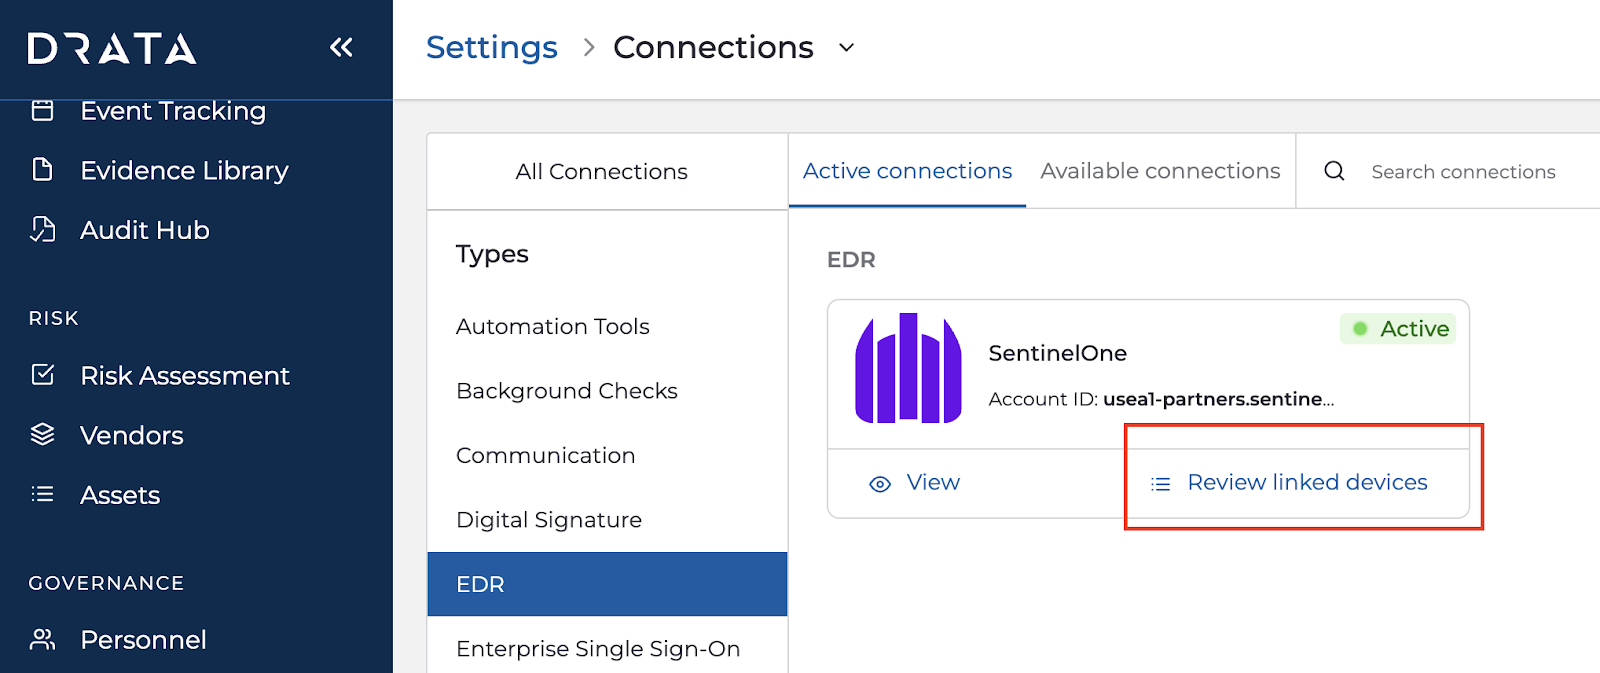 DRATA
Event Tracking
Evidence Library
Audit Hub
RISK
Risk Assessment
Vendors
Assets
GOVERNANCE
Personnel
Settings > Connections
All Connections
Types
Automation Tools
Background Checks
Communication
Digital Signature
EDR
Enterprise Single Sign-On
Active connections
Available connections
Search connections
EDR
Active
SentinelOne
Account ID: usea1-partners.sentine...
View
Review linked devices